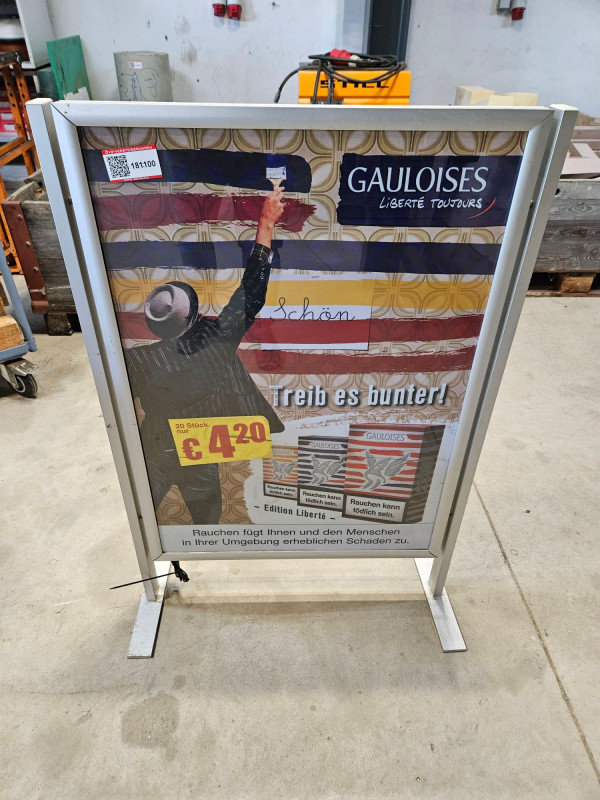 181100
GAULOISES
LIBERTÉ TOUJOURS
Schön
Treib es bunter!
20 Stück
nur
€ 4.20
GAULOISES
GAULOISES
Rauchen kann
tödlich sein.
Rauchen kann
tödlich sein.
Rauchen kann
tödlich sein.
– Edition Liberté –
Rauchen fügt Ihnen und den Menschen
in Ihrer Umgebung erheblichen Schaden zu.
STIHL